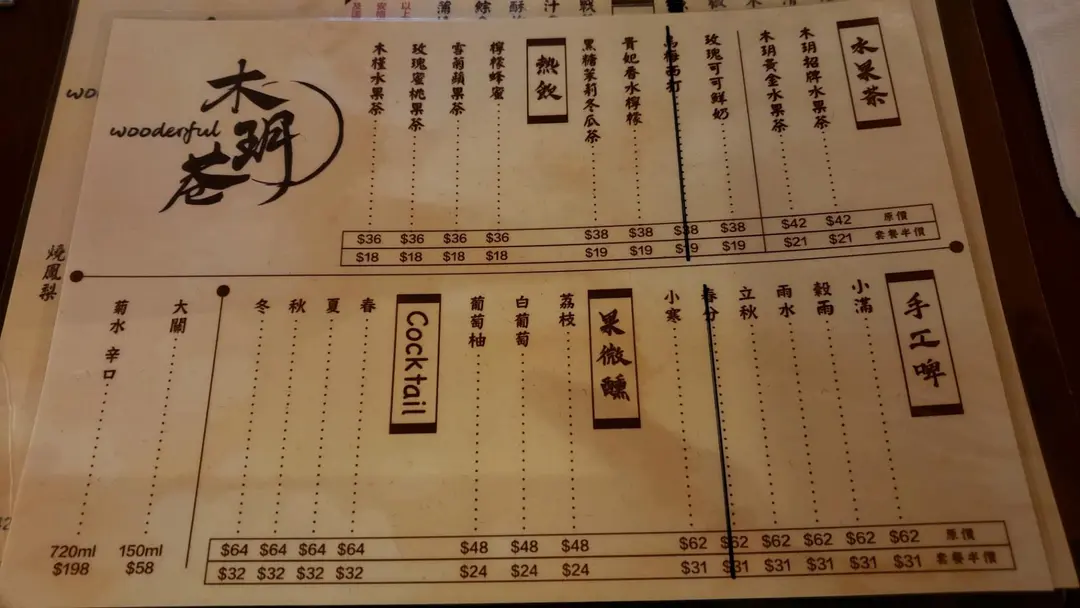 水果茶
木玥招牌水果茶 $42 $21
木玥黃金水果茶 $42 $21
玫瑰可可鮮奶 $38 $19
烏梅西打 $38 $19
貴妃香水檸檬 $38 $19
黑糖茉莉冬瓜茶 $38 $19
熱飲
檸檬蜂蜜 $36 $18
雪菊蘋果茶 $36 $18
玫瑰蜜桃果茶 $36 $18
木槿水果茶 $36 $18
原價
套餐半價
木玥巷
wooderful
手工啤
小滿 $62 $31
穀雨 $62 $31
雨水 $62 $31
立秋 $62 $31
春分 $62 $31
小寒 $62 $31
果微醺
荔枝 $48 $24
白葡萄 $48 $24
葡萄柚 $48 $24
Cocktail
春 $64 $32
夏 $64 $32
秋 $64 $32
冬 $64 $32
原價
套餐半價
大關 150ml $58
菊水 辛口 720ml $198
燒鳳梨